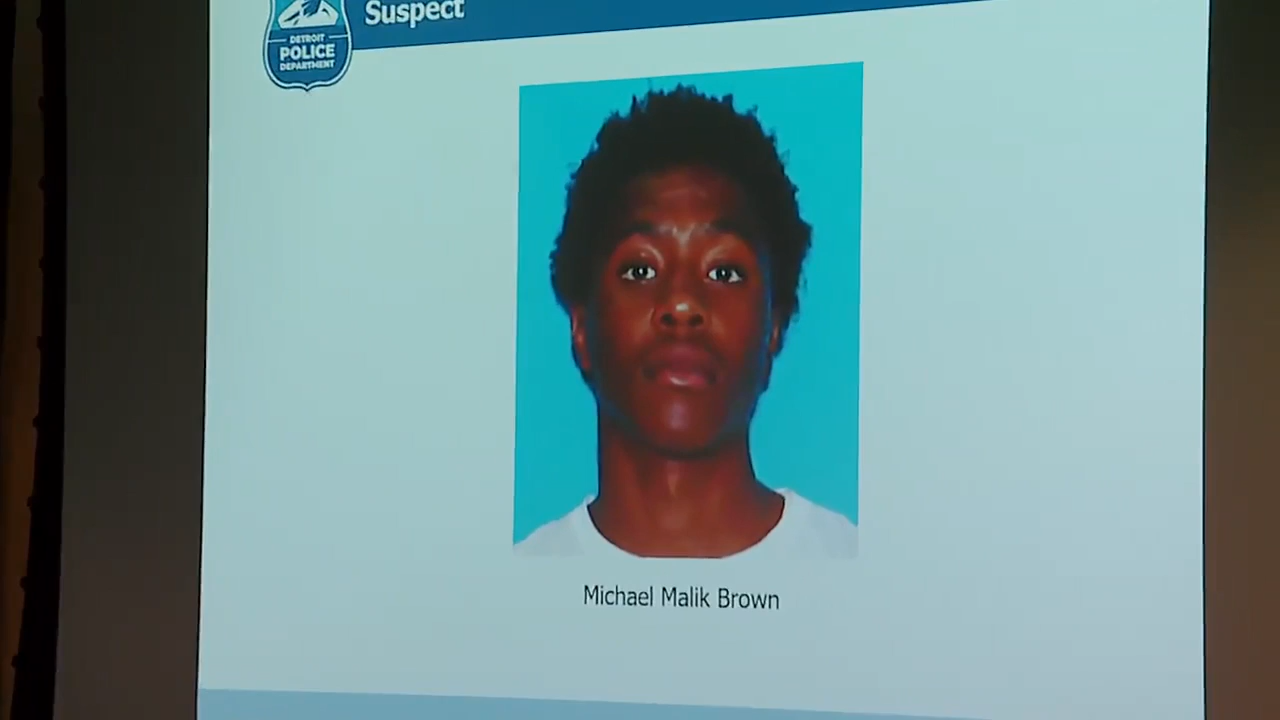 Suspect
DETROIT
POLICE
DEPARTMENT
Michael Malik Brown